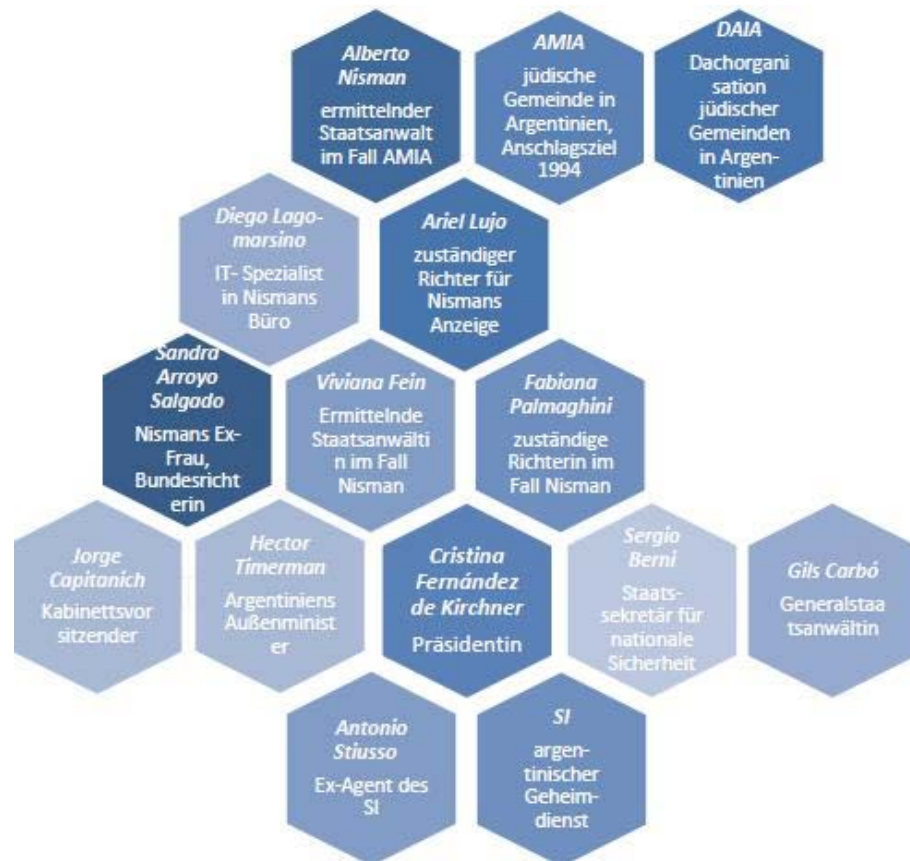 Alberto
Nisman
ermittelnder
Staatsanwalt
im Fall AMIA
AMIA
jüdische
Gemeinde in
Argentinien,
Anschlagsziel
1994
DAIA
Dachorgani
sation
jüdischer
Gemeinden
in Argen-
tinien
Diego Lago-
marsino
IT- Spezialist
in Nismans
Büro
Ariel Lujo
zuständiger
Richter für
Nismans
Anzeige
Sandra
Arroyo
Salgado
Nismans Ex-
Frau,
Bundesricht
erin
Viviana Fein
Ermittelnde
Staatsanwälti
n im Fall
Nisman
Fabiana
Palmaghini
zuständige
Richterin im
Fall Nisman
Jorge
Capitanich
Kabinettsvor
sitzender
Hector
Timerman
Argentiniens
Außenminist
er
Cristina
Fernández
de Kirchner
Präsidentin
Sergio
Berni
Staats-
sekretär für
nationale
Sicherheit
Gils Carbó
Generalstaa
tsanwältin
Antonio
Stiusso
Ex-Agent des
SI
SI
argen-
tinischer
Geheim-
dienst